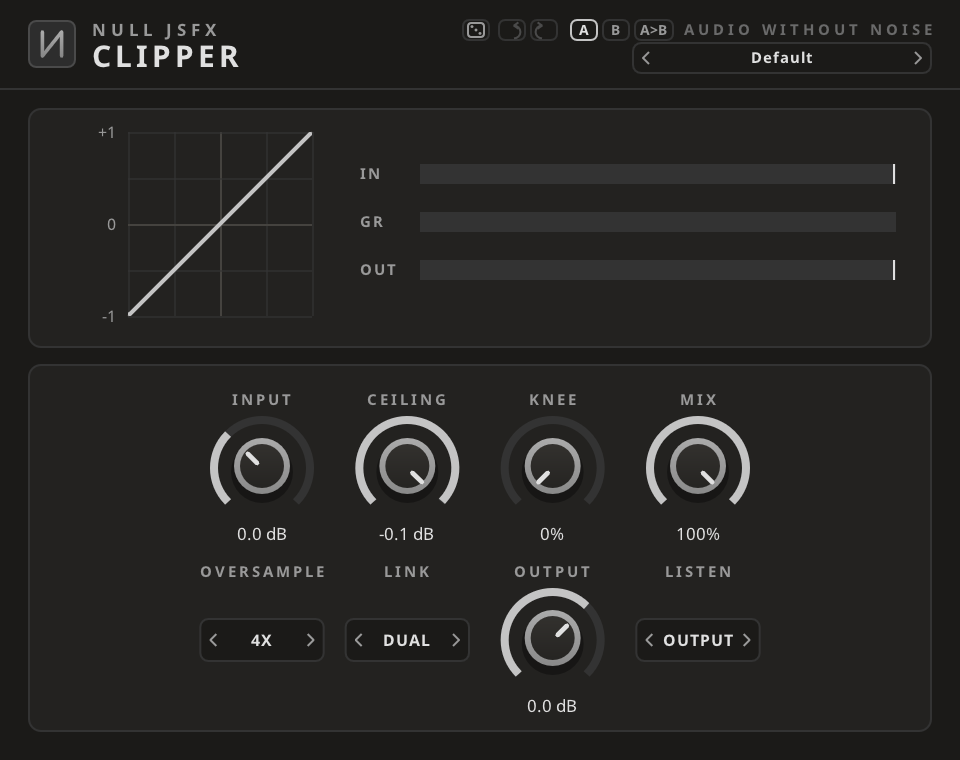 NULL JSFX
CLIPPER
A B A>B AUDIO WITHOUT NOISE
Default
+1
0
-1
IN
GR
OUT
INPUT CEILING KNEE MIX
0.0 dB -0.1 dB 0% 100%
OVERSAMPLE LINK OUTPUT LISTEN
4X DUAL OUTPUT
0.0 dB